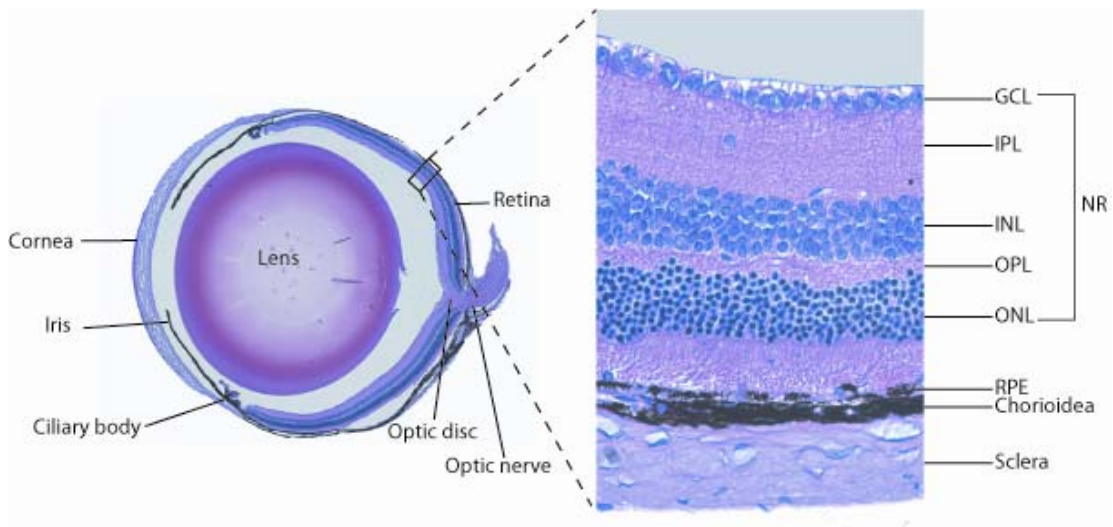 Cornea
Iris
Ciliary body
Lens
Retina
Optic disc
Optic nerve
GCL
IPL
INL
OPL
ONL
NR
RPE
Chorioidea
Sclera